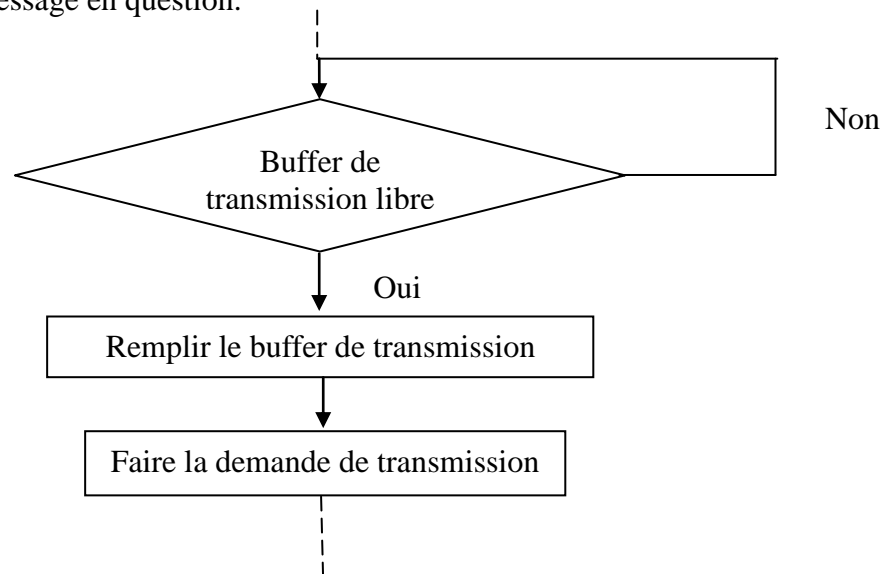 essage en question.
Non
Buffer de
transmission libre
Oui
Remplir le buffer de transmission
Faire la demande de transmission